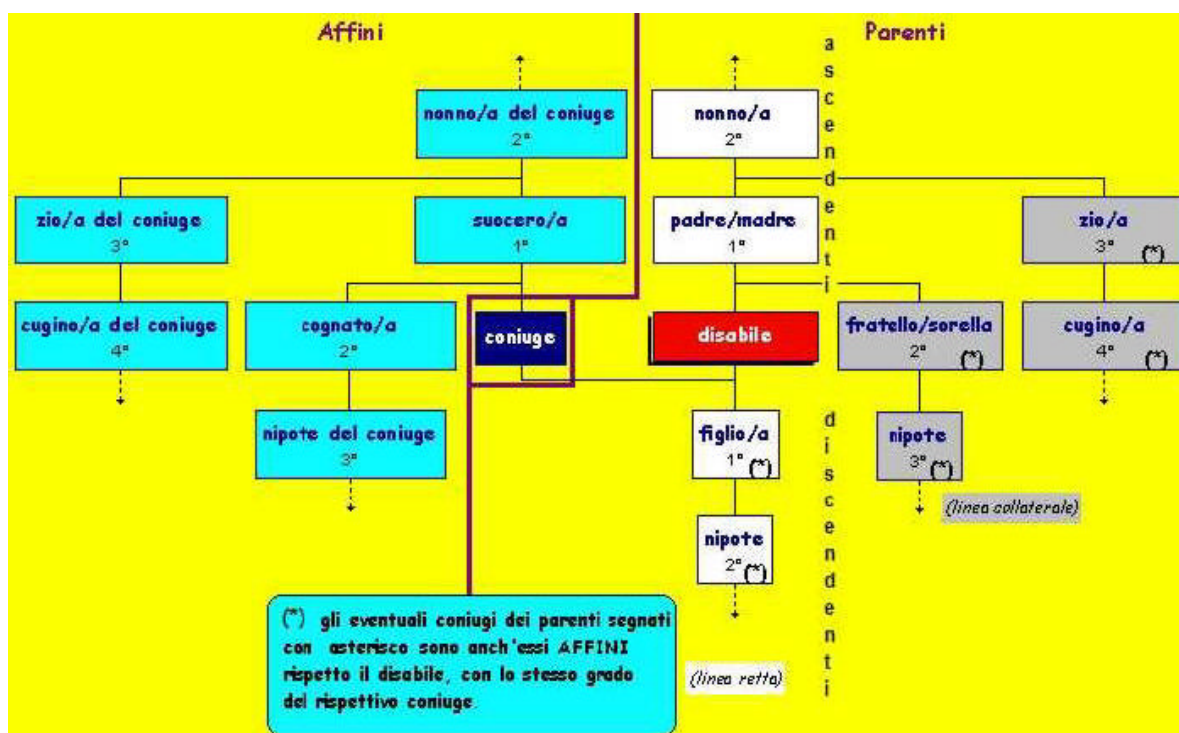 Affini
Parenti
ascendenti
nonno/a del coniuge
2°
nonno/a
2°
zio/a del coniuge
3°
suocero/a
1°
padre/madre
1°
zio/a
3° (*)
cugino/a del coniuge
4°
cognato/a
2°
coniuge
disabile
fratello/sorella
2° (*)
cugino/a
4° (*)
nipote del coniuge
3°
figlio/a
1° (*)
nipote
3° (*)
discendenti
(linea collaterale)
nipote
2° (*)
(*) gli eventuali coniugi dei parenti segnati
con asterisco sono anch'essi AFFINI
rispetto il disabile, con lo stesso grado
del rispettivo coniuge.
(linea retta)